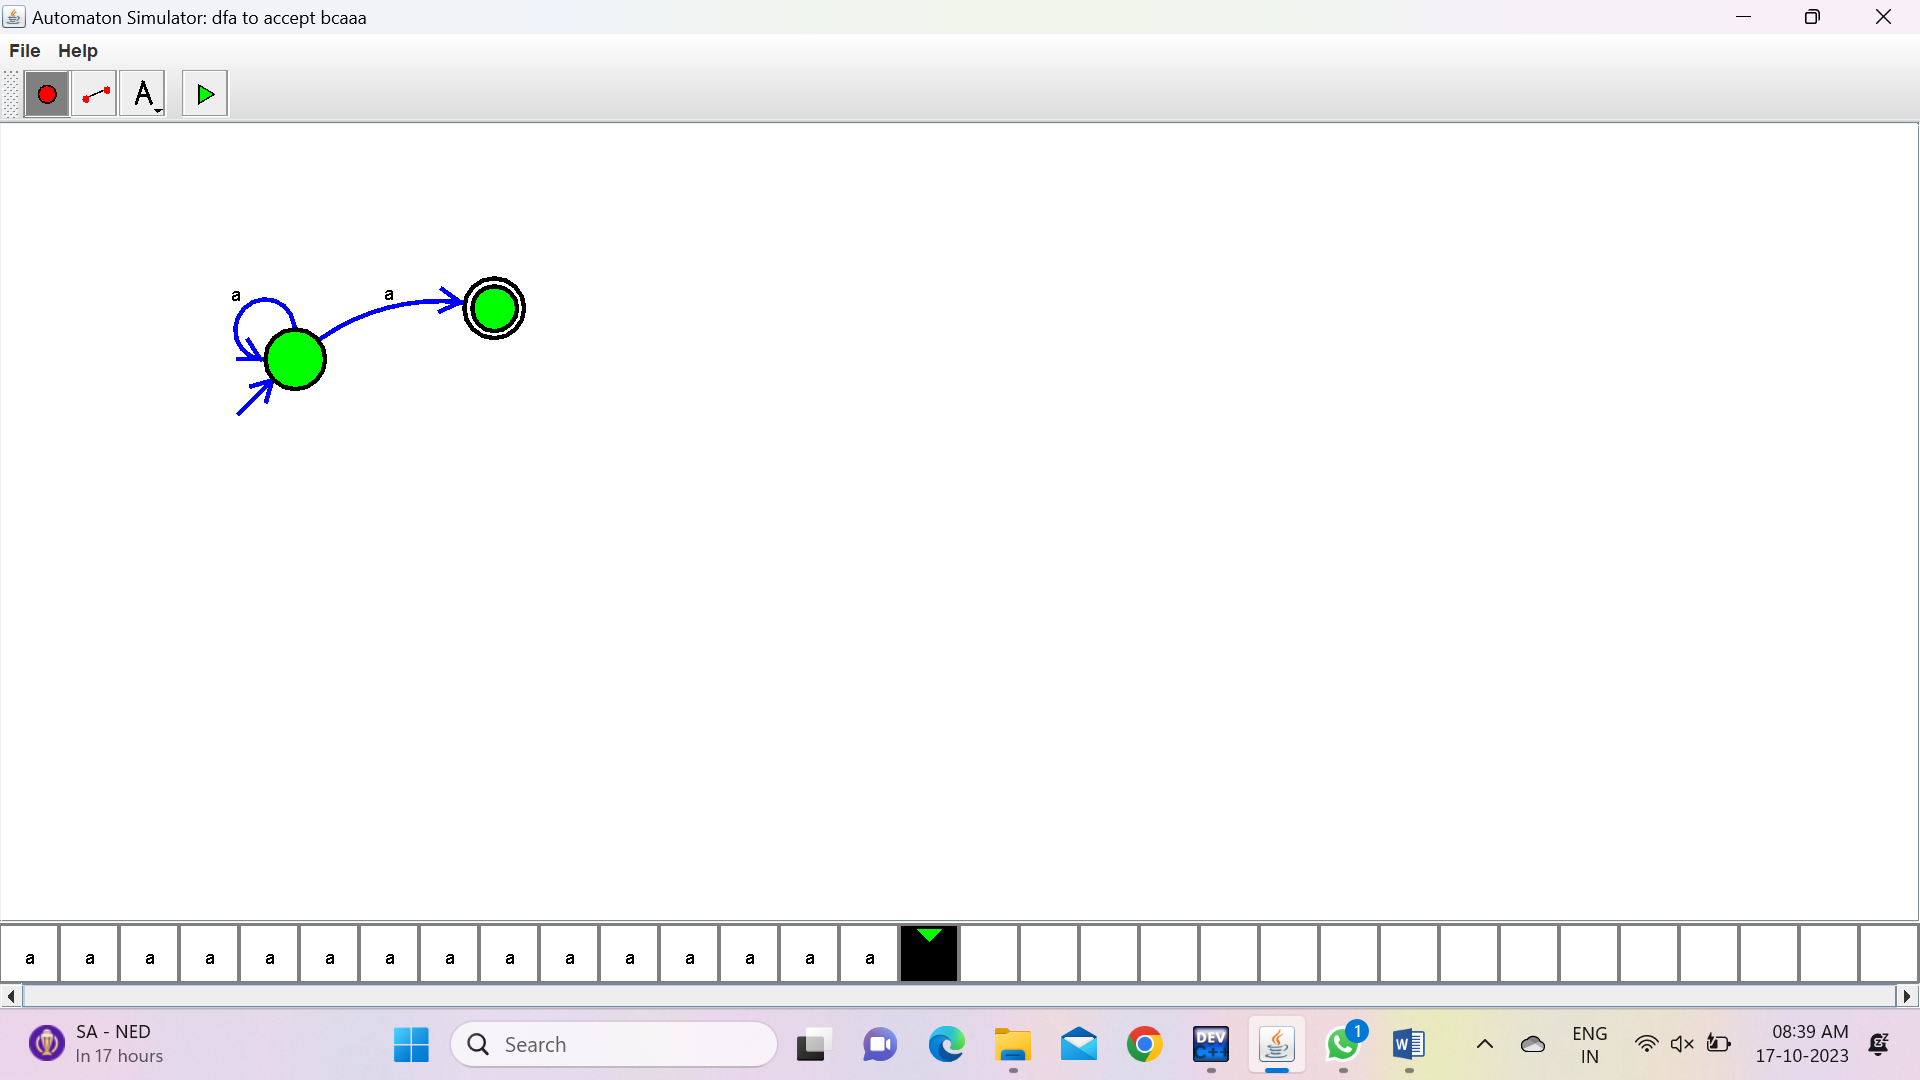 Automaton Simulator: dfa to accept bcaaa
File Help
A
a
a
a a a a a a a a a a a a a a a
SA - NED
In 17 hours
Search
DEV
C++
1
W
ENG
IN
08:39 AM
17-10-2023